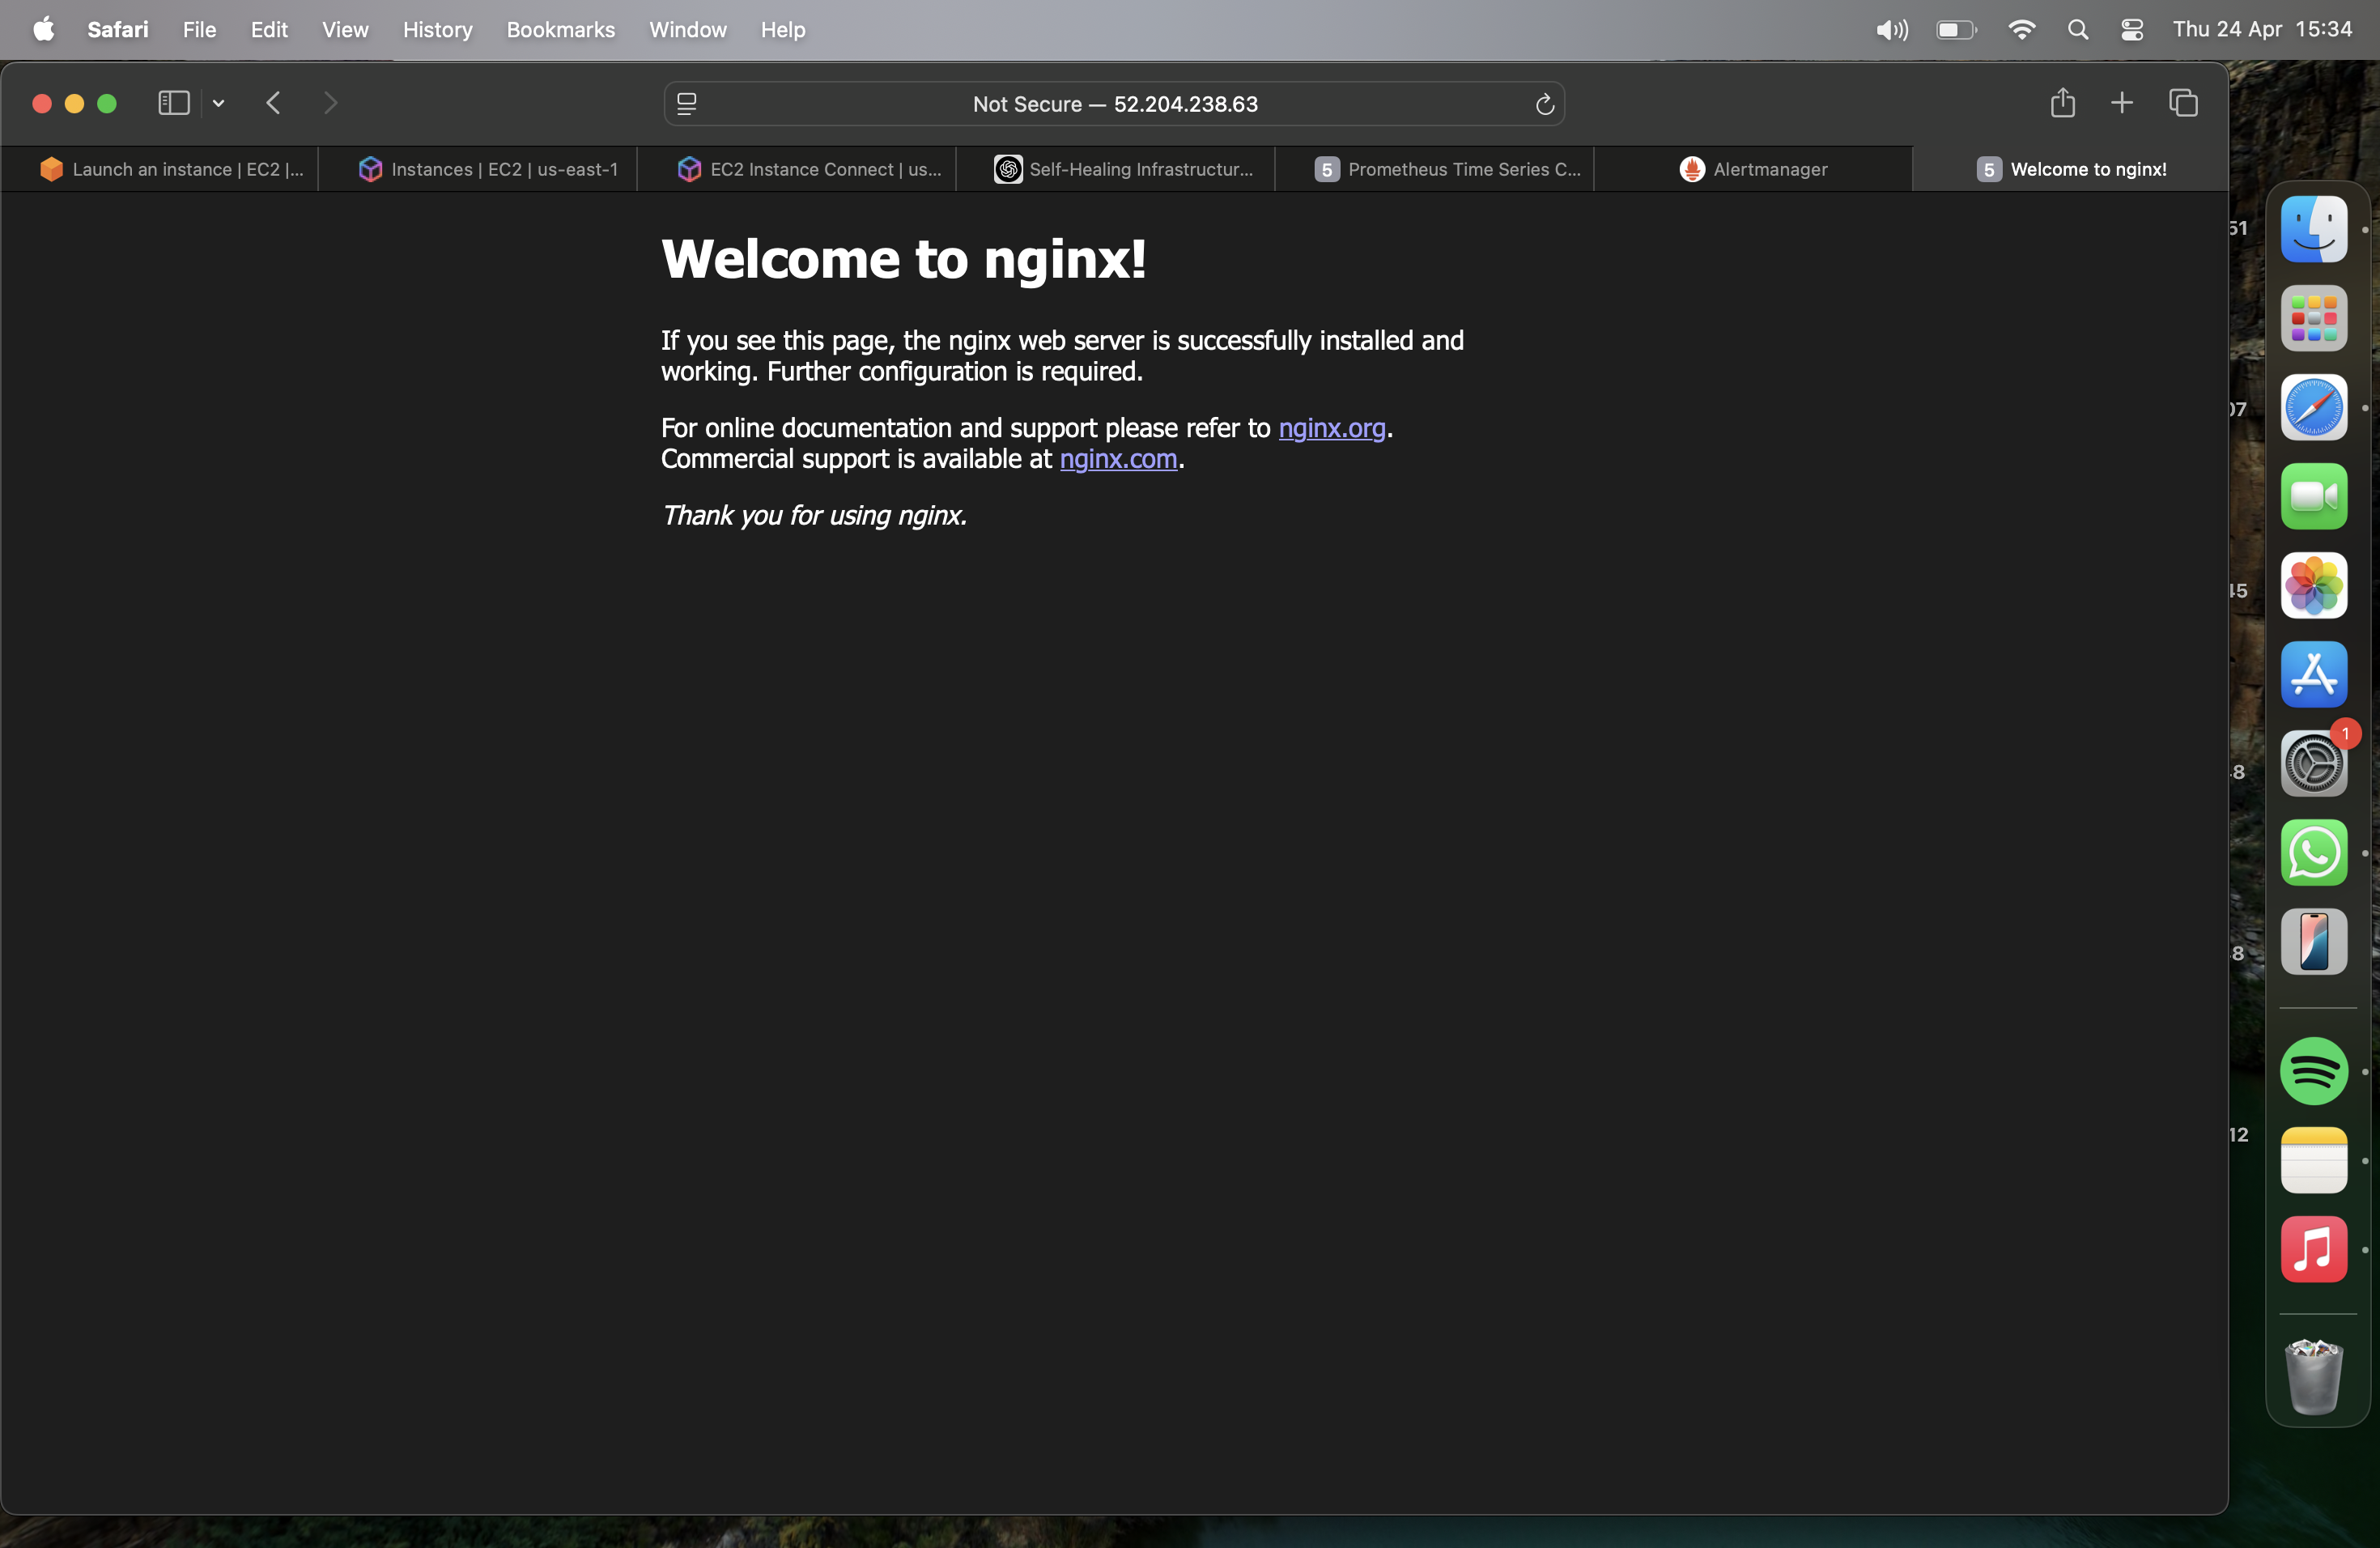 Safari File Edit View History Bookmarks Window Help Thu 24 Apr 15:34
Not Secure — 52.204.238.63
Launch an instance | EC2 |... Instances | EC2 | us-east-1 EC2 Instance Connect | us... Self-Healing Infrastructur... 5 Prometheus Time Series C... Alertmanager 5 Welcome to nginx!
Welcome to nginx!
If you see this page, the nginx web server is successfully installed and
working. Further configuration is required.
For online documentation and support please refer to nginx.org.
Commercial support is available at nginx.com.
Thank you for using nginx.
1
12